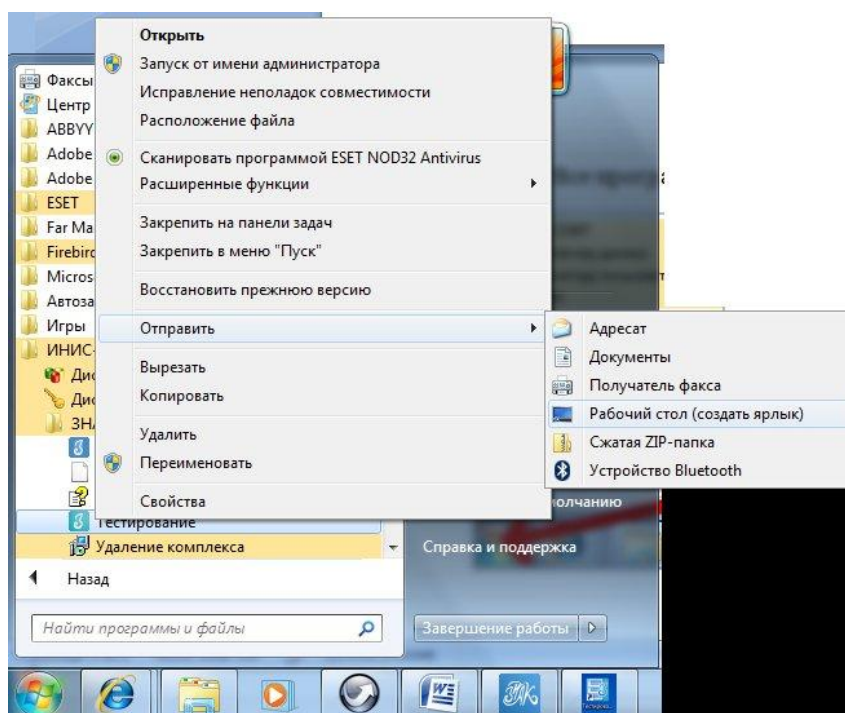 Открыть
Запуск от имени администратора
Исправление неполадок совместимости
Расположение файла
Сканировать программой ESET NOD32 Antivirus
Расширенные функции
Закрепить на панели задач
Закрепить в меню "Пуск"
Восстановить прежнюю версию
Отправить
Вырезать
Копировать
Удалить
Переименовать
Свойства
Адресат
Документы
Получатель факса
Рабочий стол (создать ярлык)
Сжатая ZIP-папка
Устройство Bluetooth
Факсы
Центр
ABBYY
Adobe
Adobe
ESET
Far Ma
Firebird
Micros
Автоза
Игры
ИНИС-
Дис
Дис
ЗНА
Тестирование
Удаление комплекса
Назад
Найти программы и файлы
олчанию
Справка и поддержка
Завершение работы